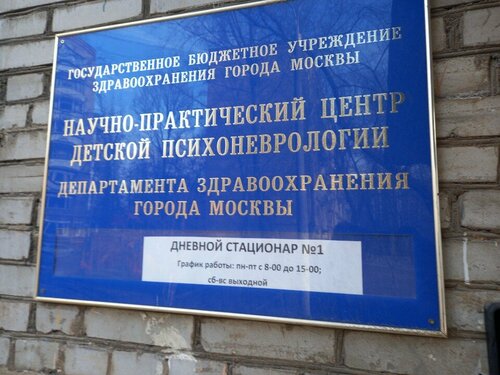 ГОСУДАРСТВЕННОЕ БЮДЖЕТНОЕ УЧРЕЖДЕНИЕ
ЗДРАВООХРАНЕНИЯ ГОРОДА МОСКВЫ
НАУЧНО-ПРАКТИЧЕСКИЙ ЦЕНТР
ДЕТСКОЙ ПСИХОНЕВРОЛОГИИ
ДЕПАРТАМЕНТА ЗДРАВООХРАНЕНИЯ
ГОРОДА МОСКВЫ
ДНЕВНОЙ СТАЦИОНАР №1
График работы: пн-пт с 8-00 до 15-00;
сб-вс выходной